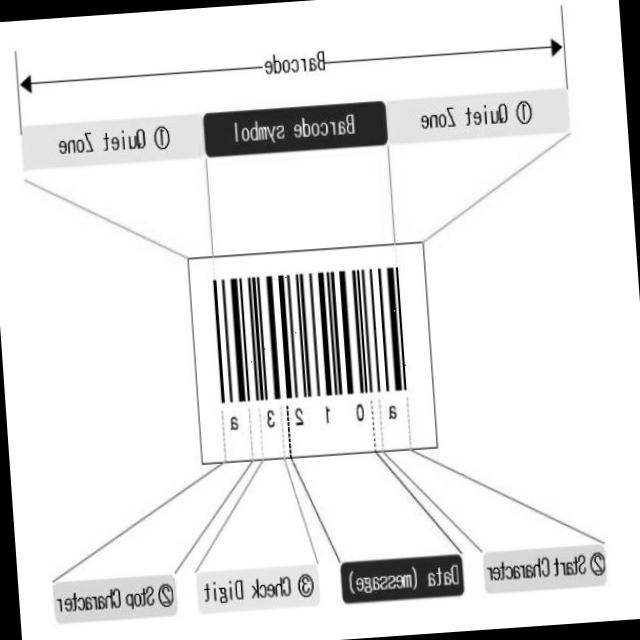 Barcode
① Quiet Zone
Barcode symbol
① Quiet Zone
a 0 1 2 3 a
② Start Character
Data (message)
③ Check Digit
② Stop Character